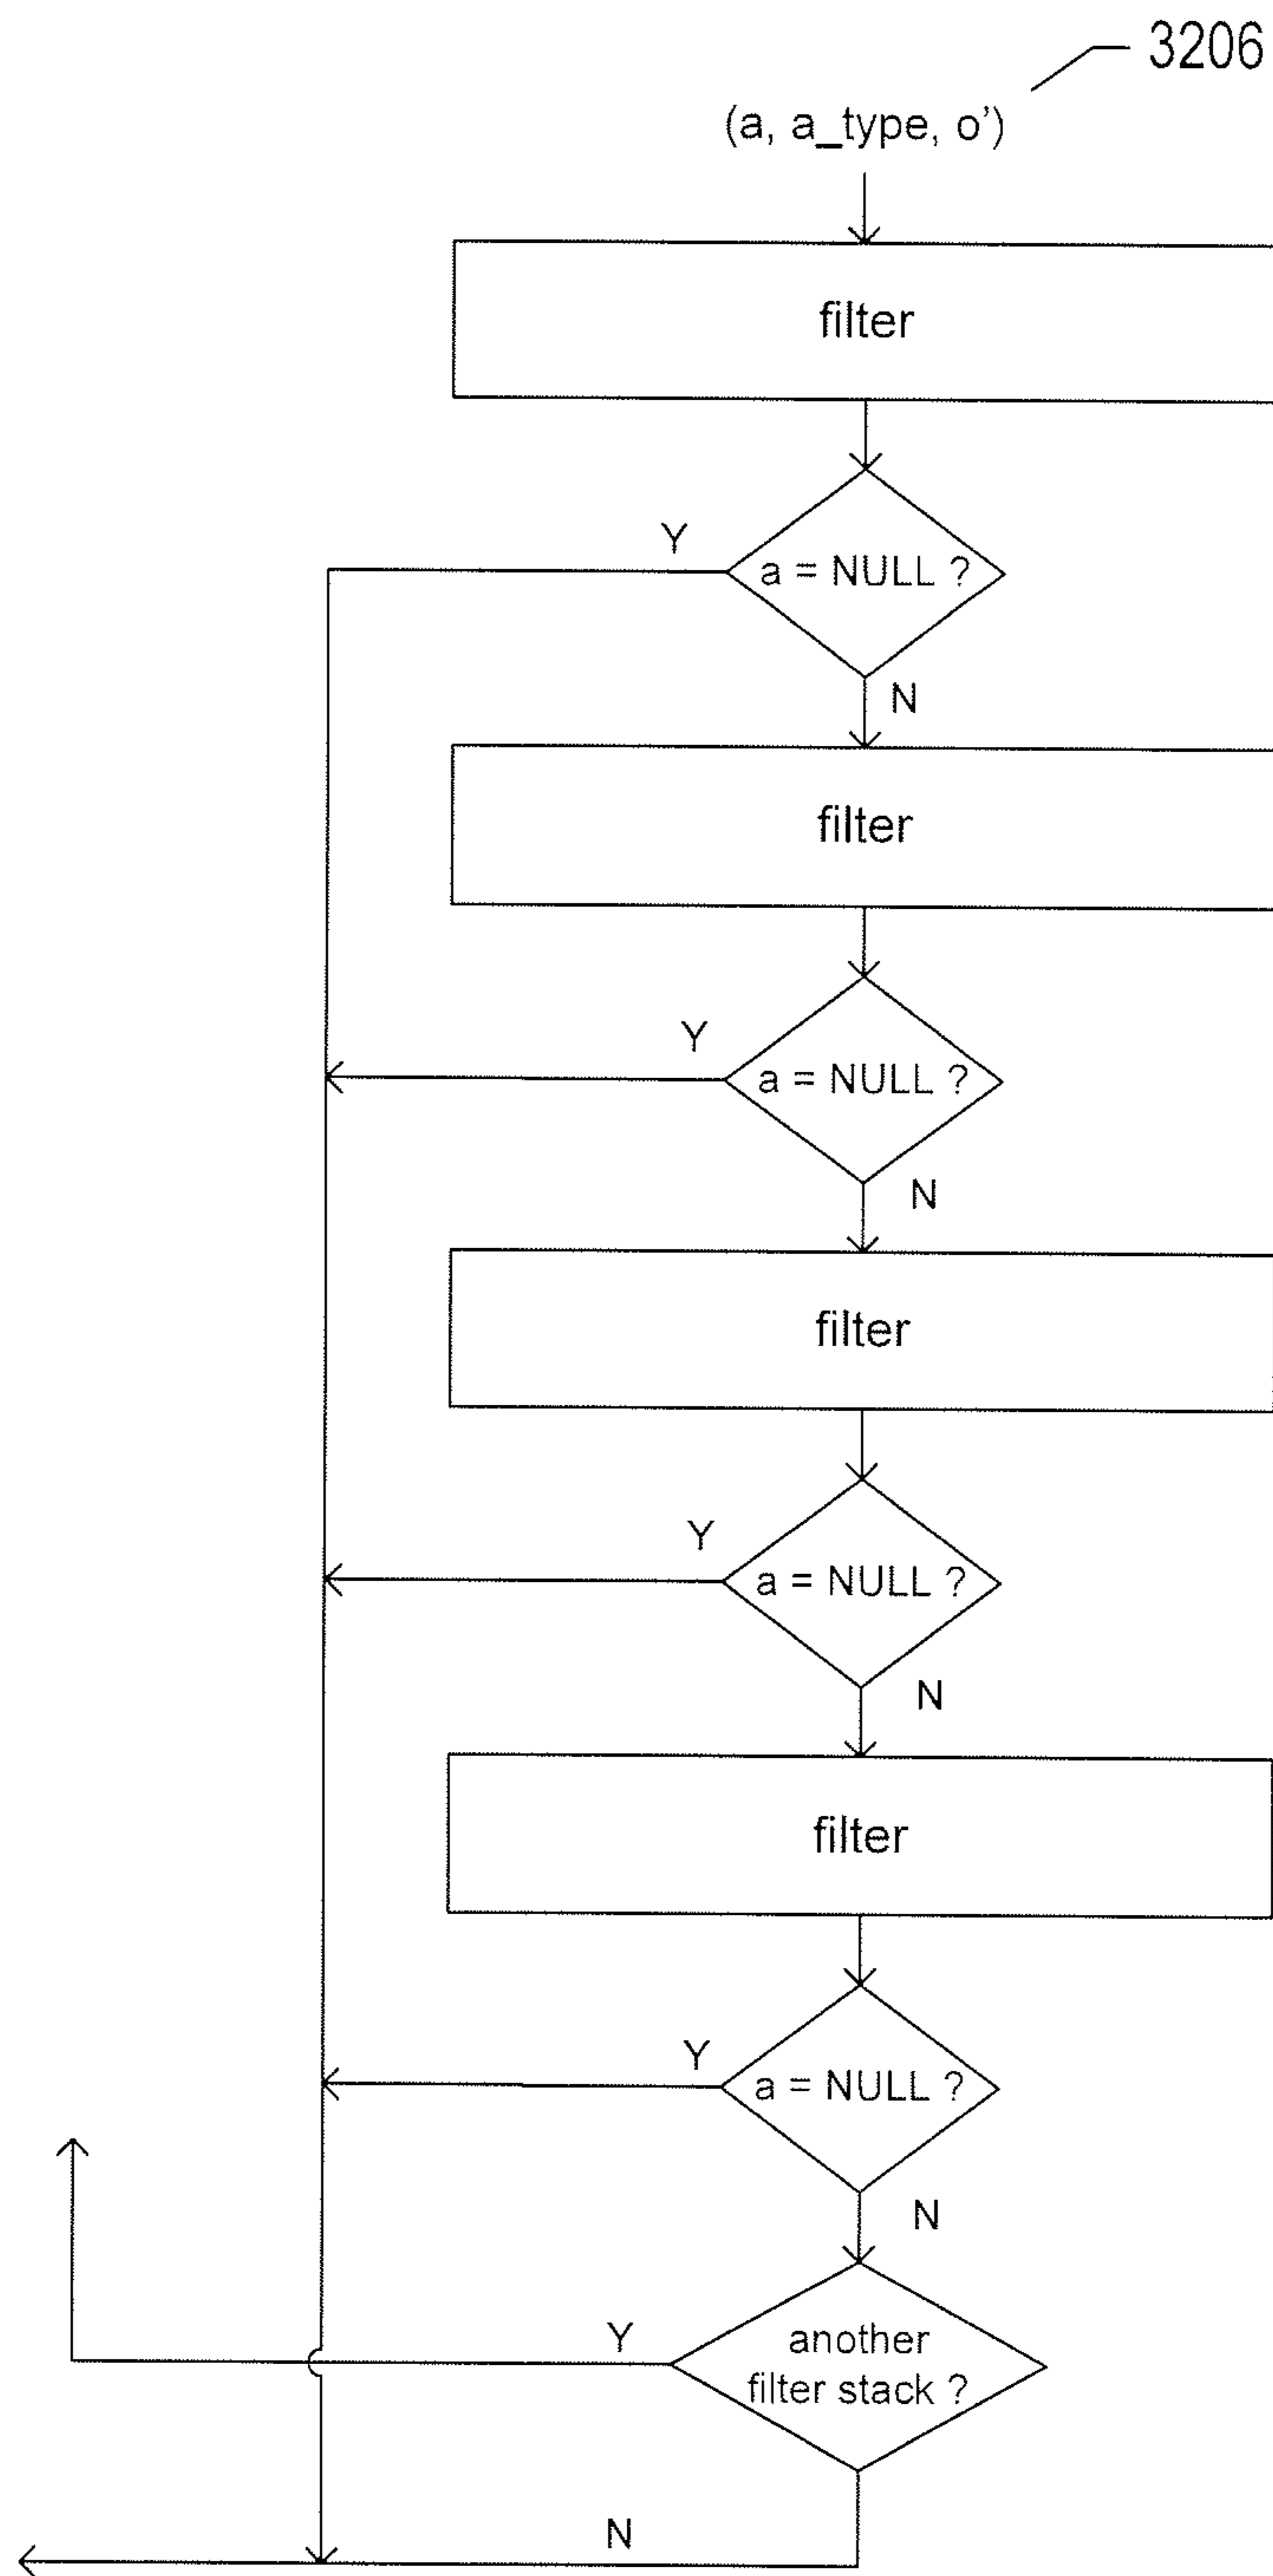 3206
(a, a_type, o')
filter
Y
a = NULL ?
N
filter
Y
a = NULL ?
N
filter
Y
a = NULL ?
N
filter
Y
a = NULL ?
N
Y
another
filter stack ?
N